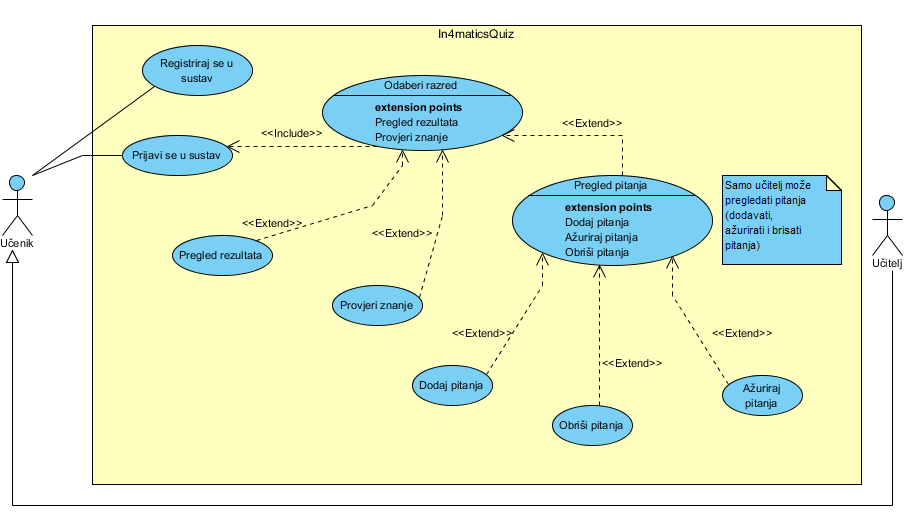 In4maticsQuiz
Registriraj se u
sustav
Odaberi razred
extension points
Pregled rezultata
Provjeri znanje
<<Include>>
<<Extend>>
Prijavi se u sustav
Pregled pitanja
extension points
Dodaj pitanja
Ažuriraj pitanja
Obriši pitanja
Samo učitelj može
pregledati pitanja
(dodavati,
ažurirati i brisati
pitanja)
Učenik
Učitelj
<<Extend>>
<<Extend>>
Pregled rezultata
Provjeri znanje
<<Extend>>
<<Extend>>
<<Extend>>
Dodaj pitanja
Ažuriraj
pitanja
Obriši pitanja